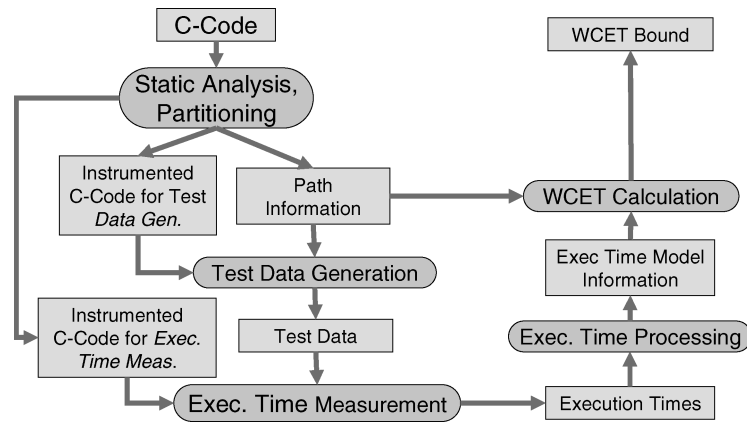 C-Code
WCET Bound
Static Analysis,
Partitioning
Instrumented
C-Code for Test
Data Gen.
Path
Information
WCET Calculation
Test Data Generation
Exec Time Model
Information
Instrumented
C-Code for Exec.
Time Meas.
Test Data
Exec. Time Processing
Exec. Time Measurement
Execution Times